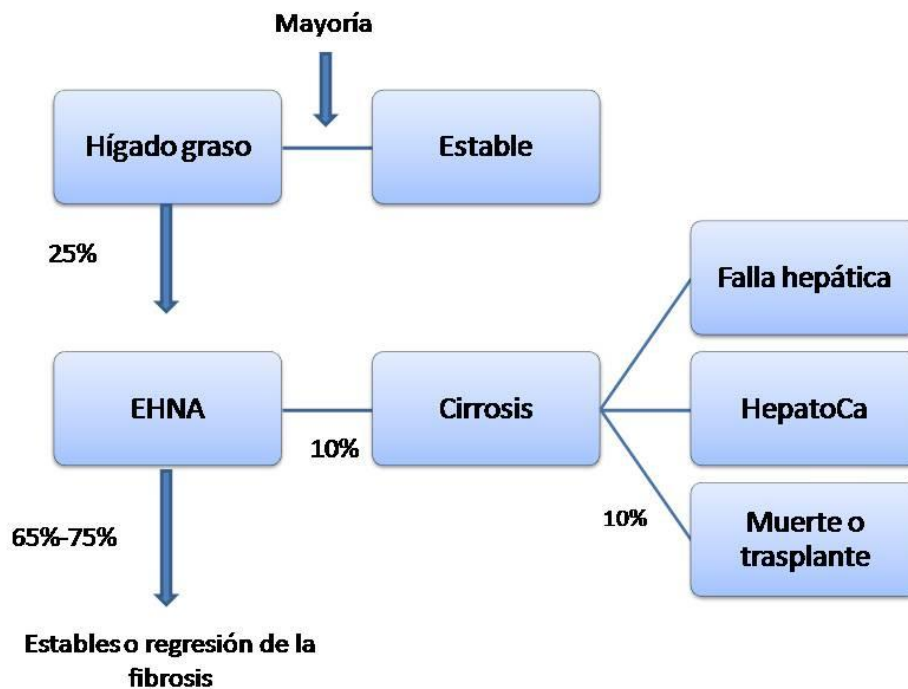 Mayoría
Hígado graso
Estable
25%
Falla hepática
EHNA
Cirrosis
HepatoCa
10%
65%-75%
10%
Muerte o
trasplante
Estables o regresión de la
fibrosis